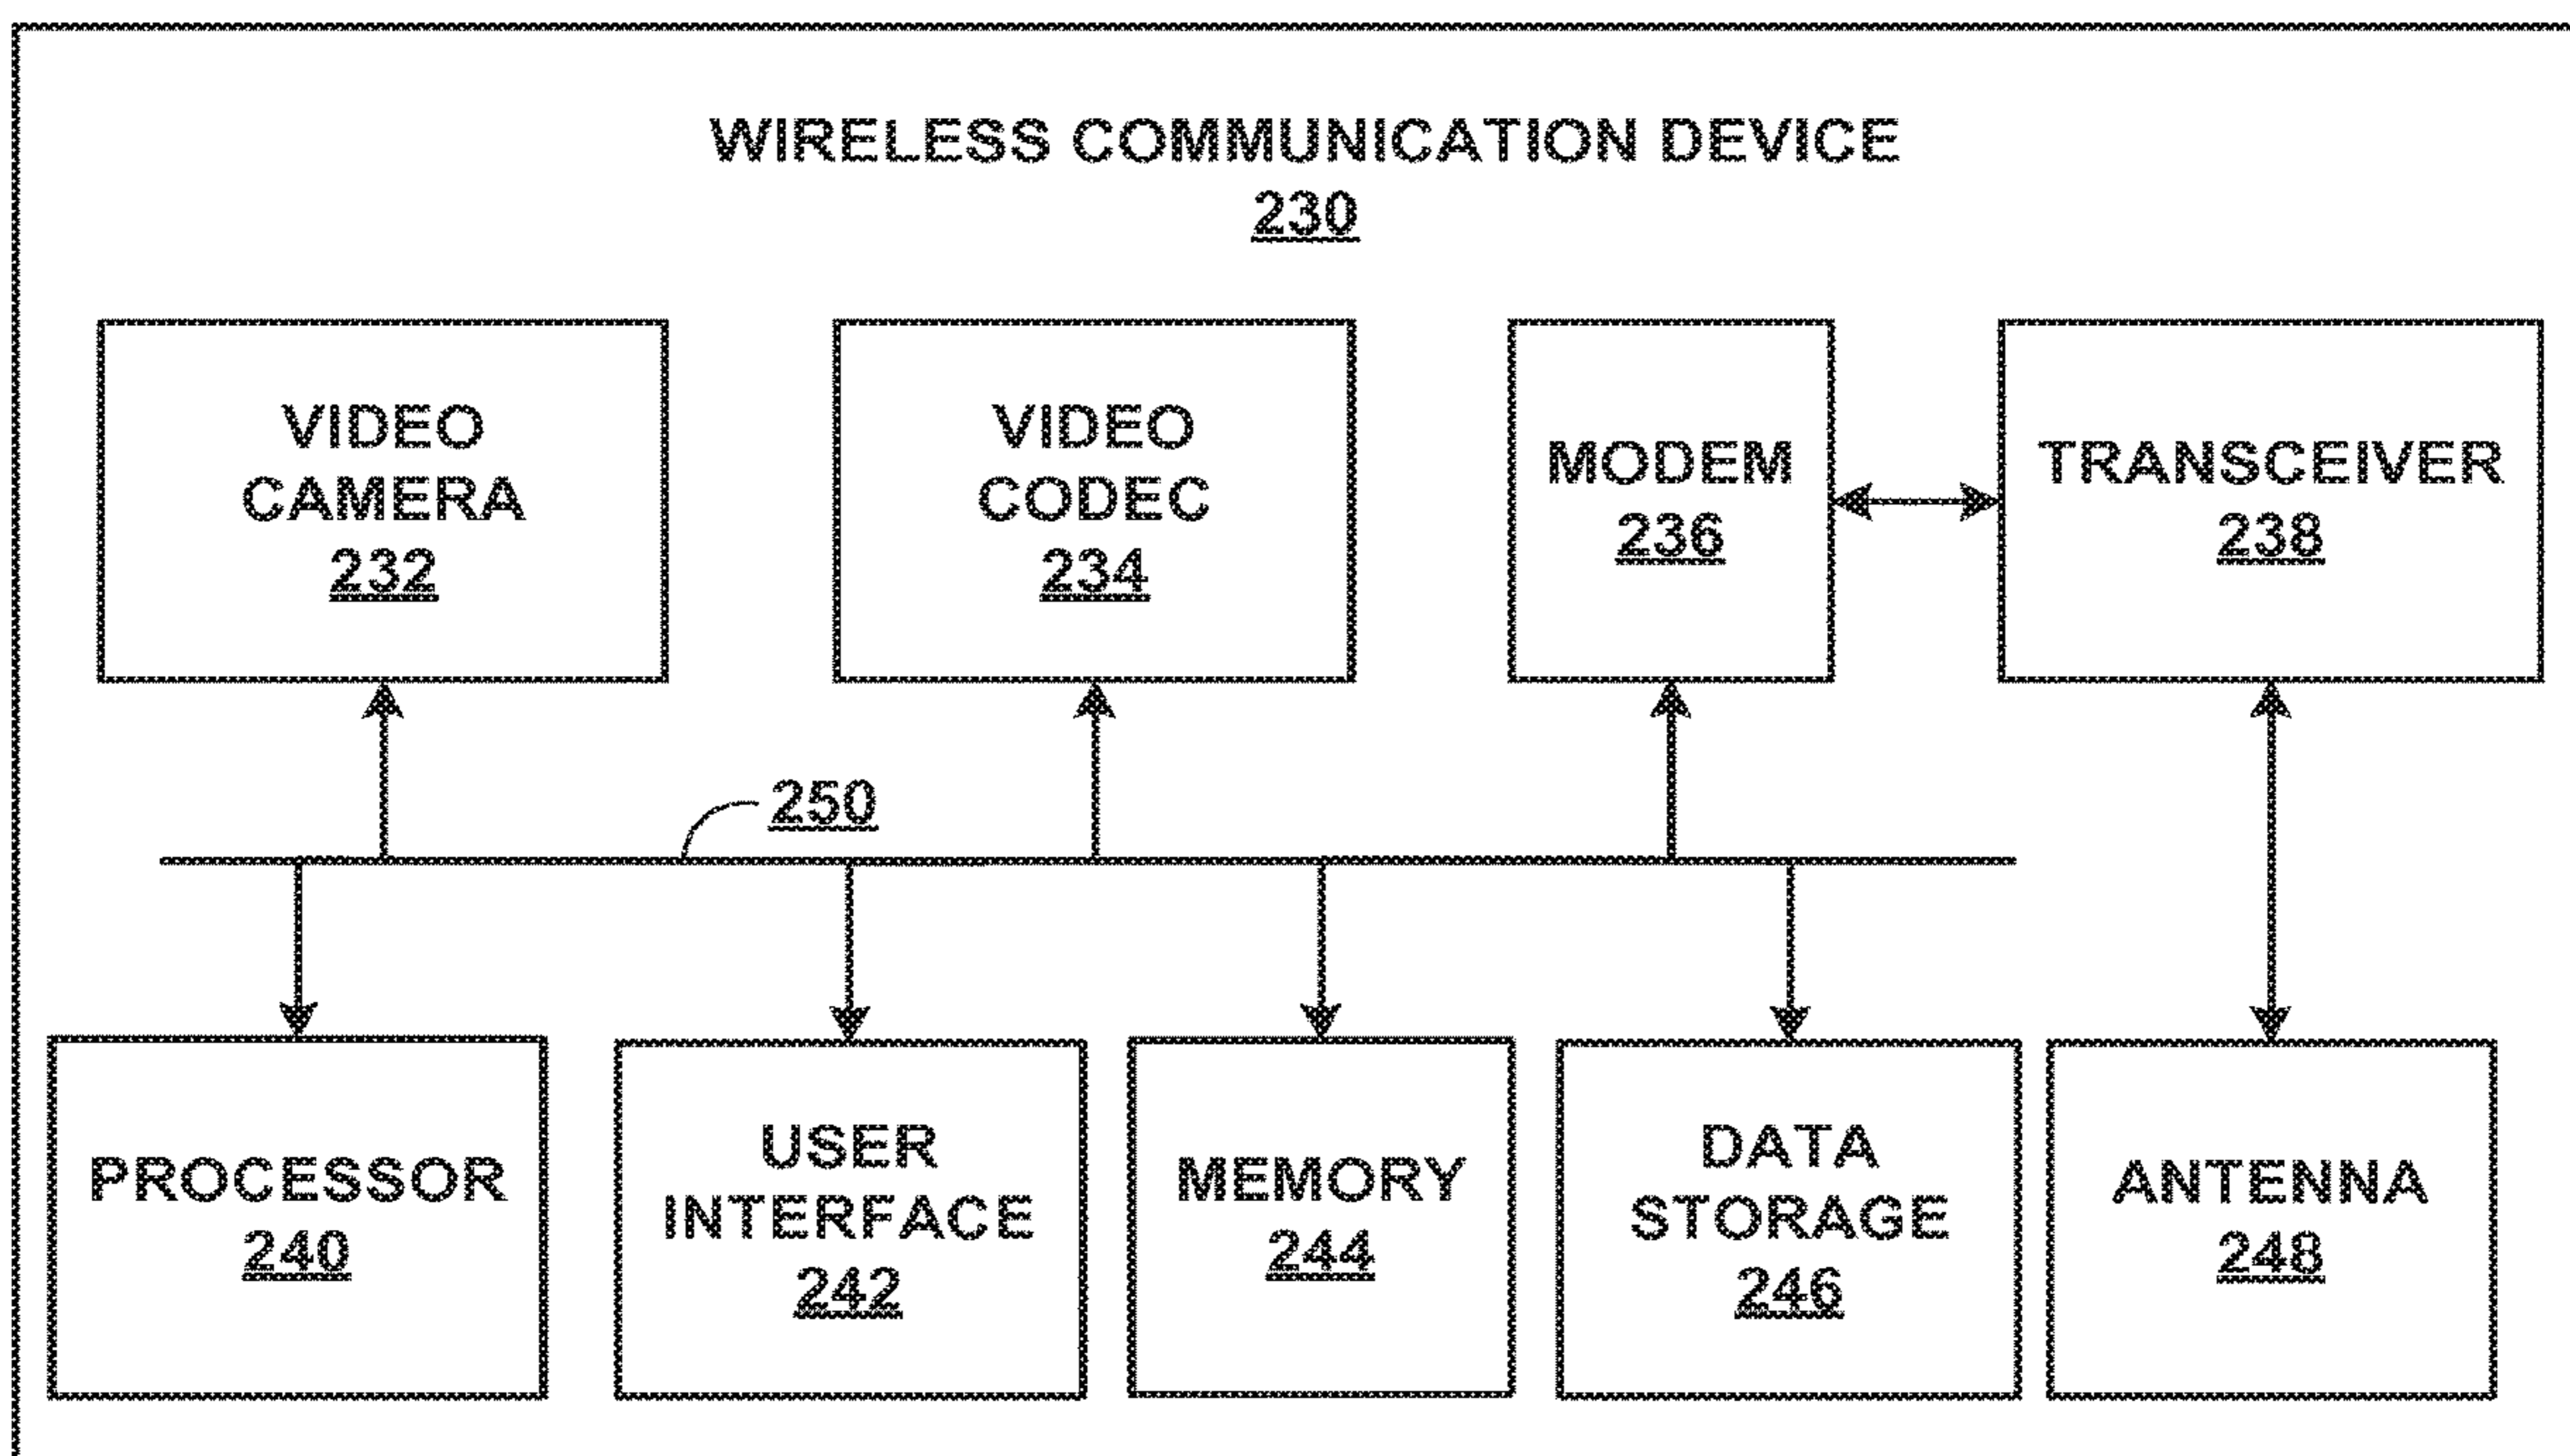 WIRELESS COMMUNICATION DEVICE
230
VIDEO
CAMERA
232
VIDEO
CODEC
234
MODEM
236
TRANSCEIVER
238
250
PROCESSOR
240
USER
INTERFACE
242
MEMORY
244
DATA
STORAGE
246
ANTENNA
248